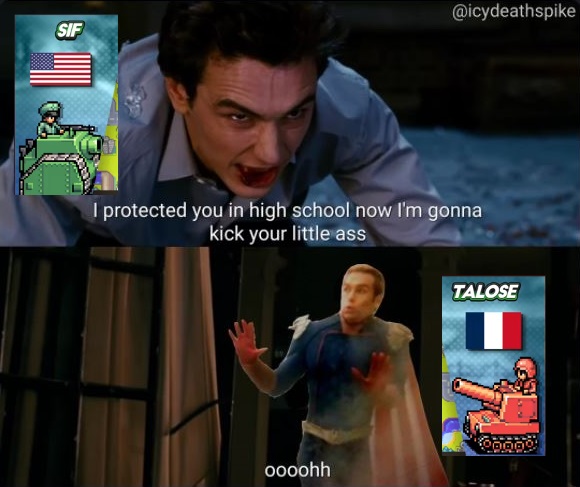 @icydeathspike
SIF
I protected you in high school now I'm gonna
kick your little ass
TALOSE
oooohh